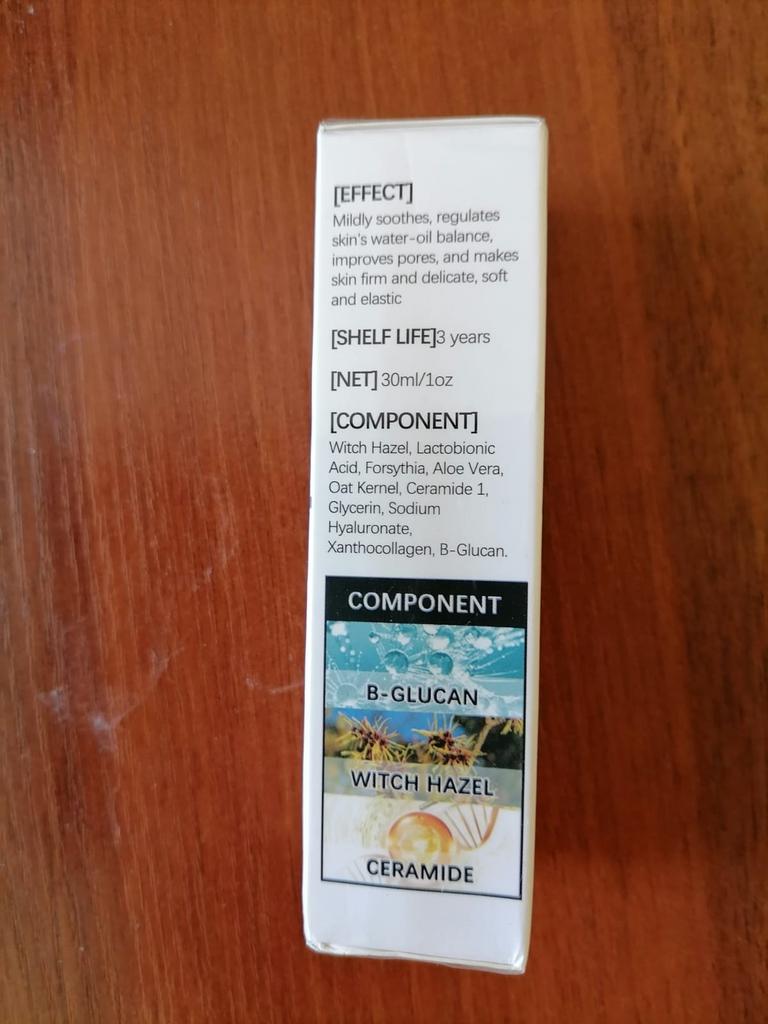 [EFFECT]
Mildly soothes, regulates
skin's water-oil balance,
improves pores, and makes
skin firm and delicate, soft
and elastic
[SHELF LIFE]3 years
[NET] 30ml/1oz
[COMPONENT]
Witch Hazel, Lactobionic
Acid, Forsythia, Aloe Vera,
Oat Kernel, Ceramide 1,
Glycerin, Sodium
Hyaluronate,
Xanthocollagen, B-Glucan.
COMPONENT
B-GLUCAN
WITCH HAZEL
CERAMIDE